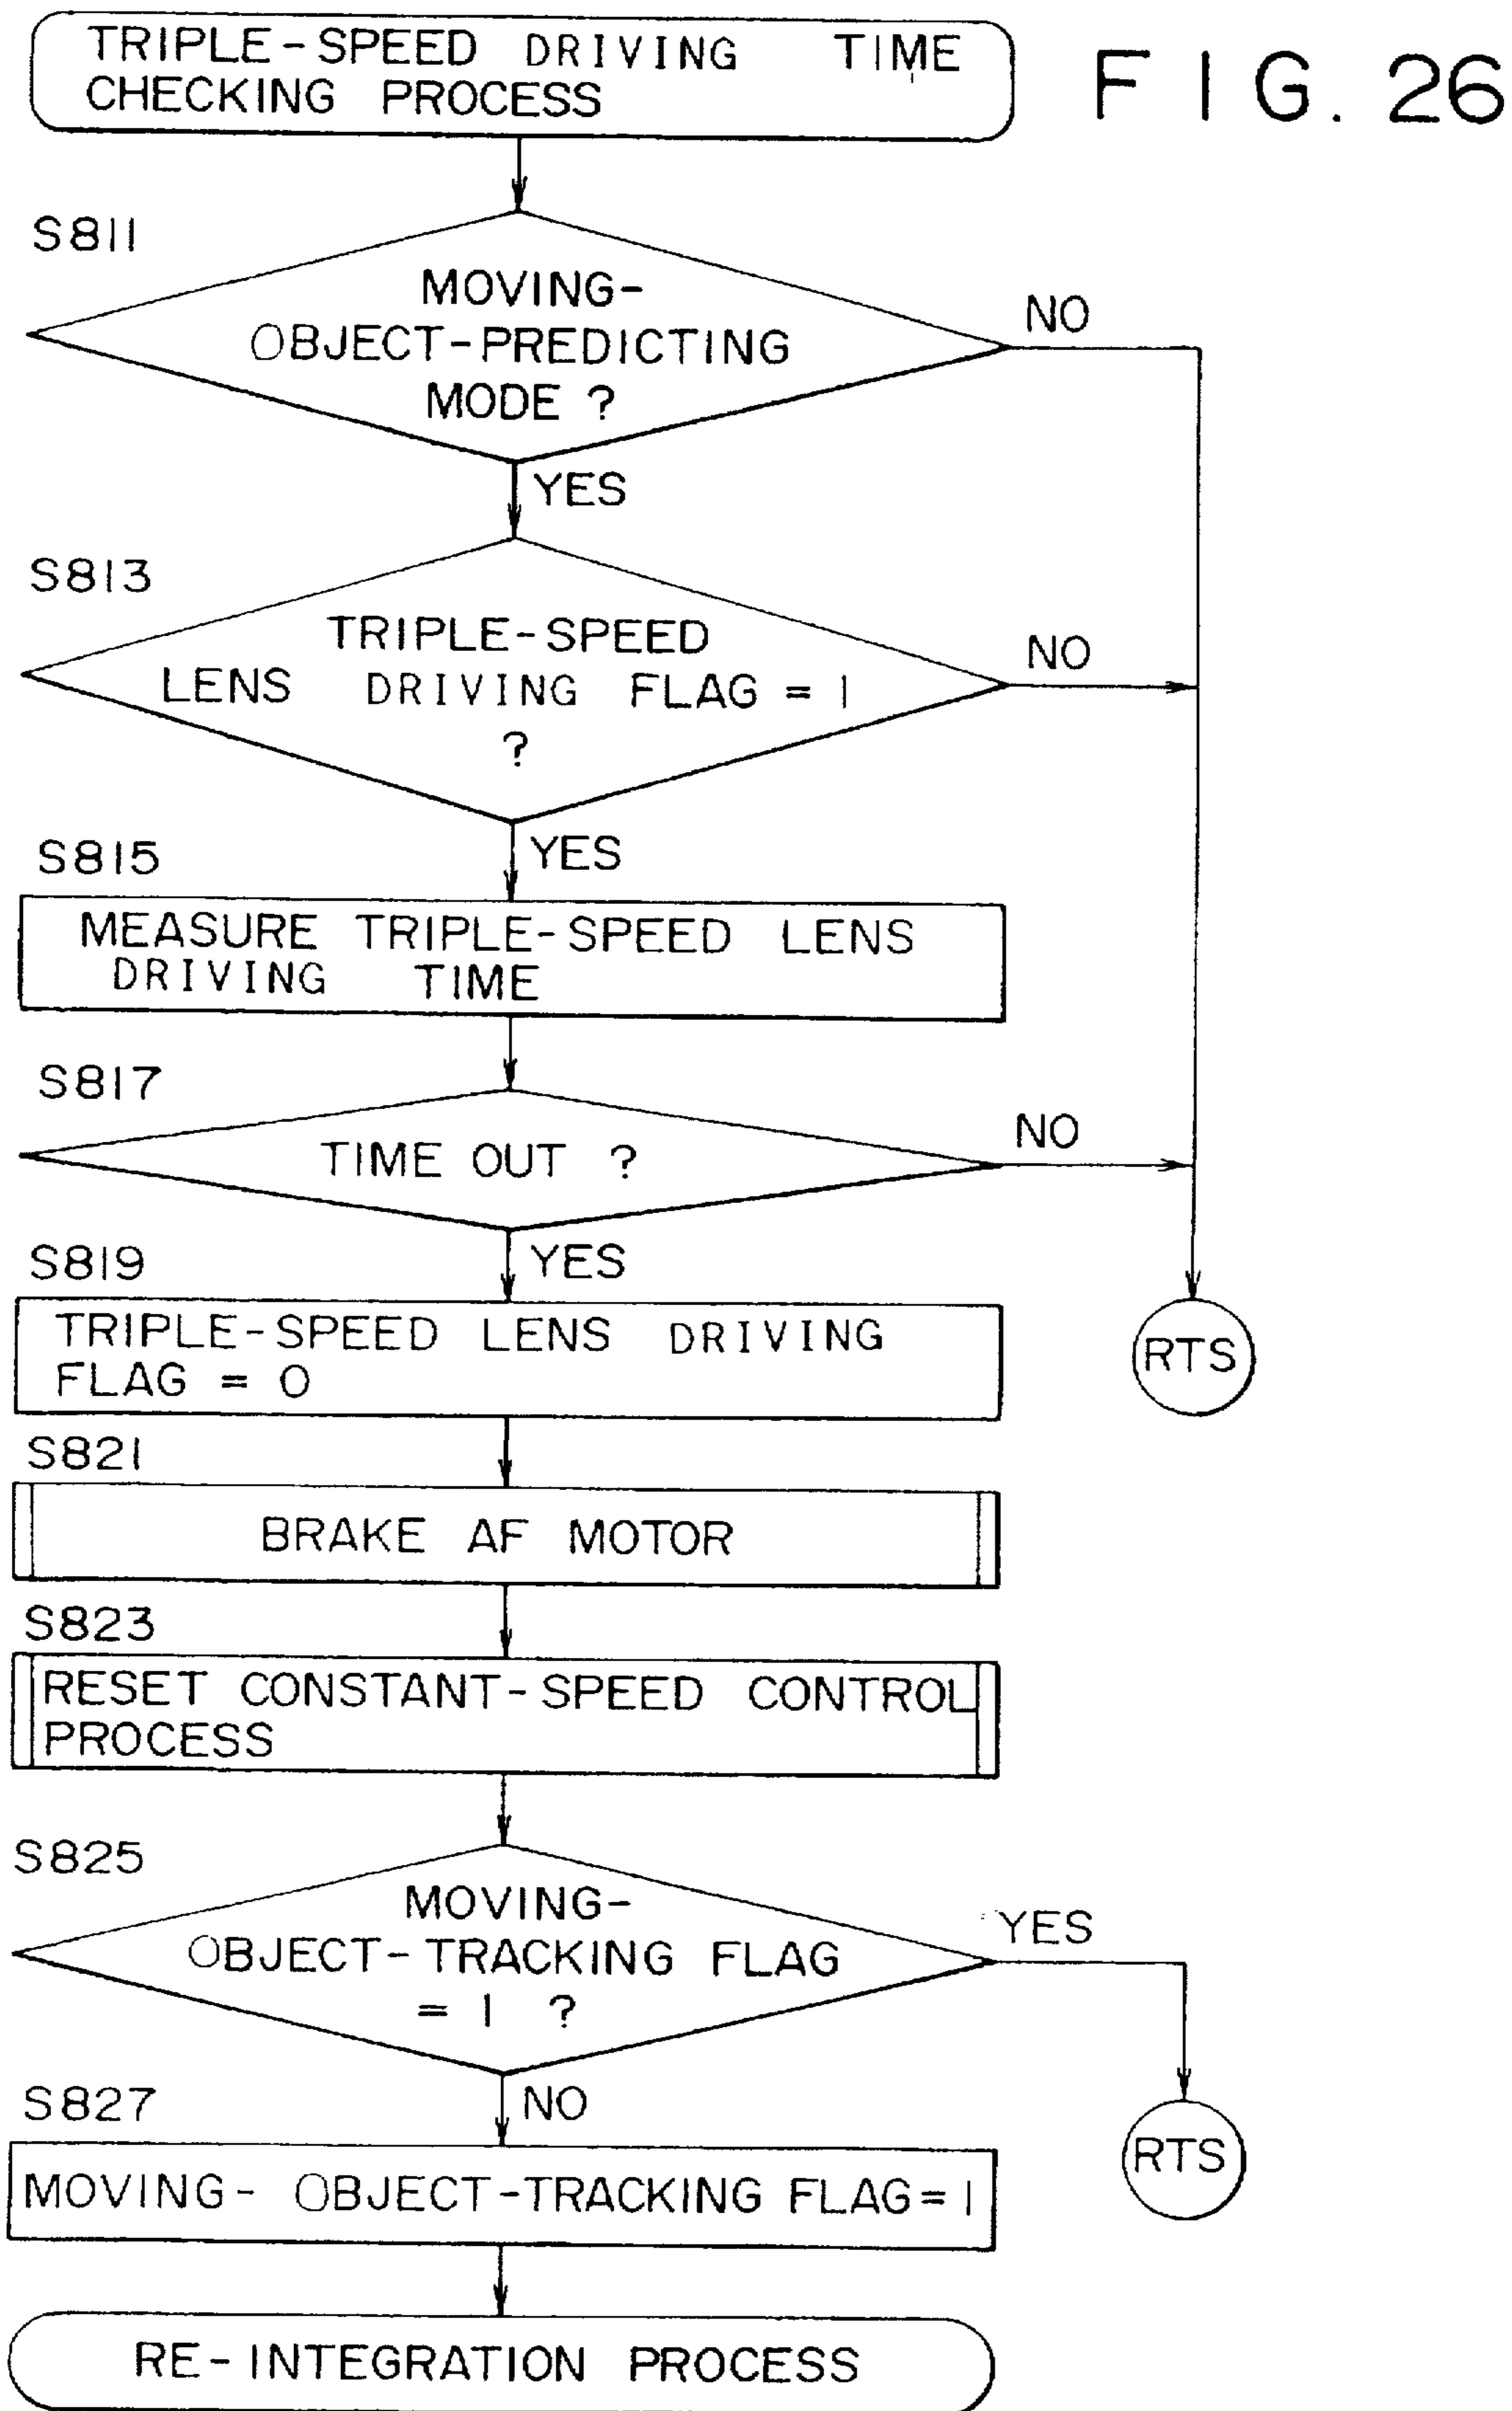 TRIPLE-SPEED DRIVING TIME
CHECKING PROCESS
FIG. 26
S811
MOVING-
OBJECT-PREDICTING
MODE ?
NO
YES
S813
TRIPLE-SPEED
LENS DRIVING FLAG = 1
?
NO
YES
S815
MEASURE TRIPLE-SPEED LENS
DRIVING TIME
S817
TIME OUT ?
NO
YES
S819
TRIPLE-SPEED LENS DRIVING
FLAG = 0
RTS
S821
BRAKE AF MOTOR
S823
RESET CONSTANT-SPEED CONTROL
PROCESS
S825
MOVING-
OBJECT-TRACKING FLAG
= 1 ?
YES
NO
S827
MOVING- OBJECT-TRACKING FLAG=1
RTS
RE-INTEGRATION PROCESS